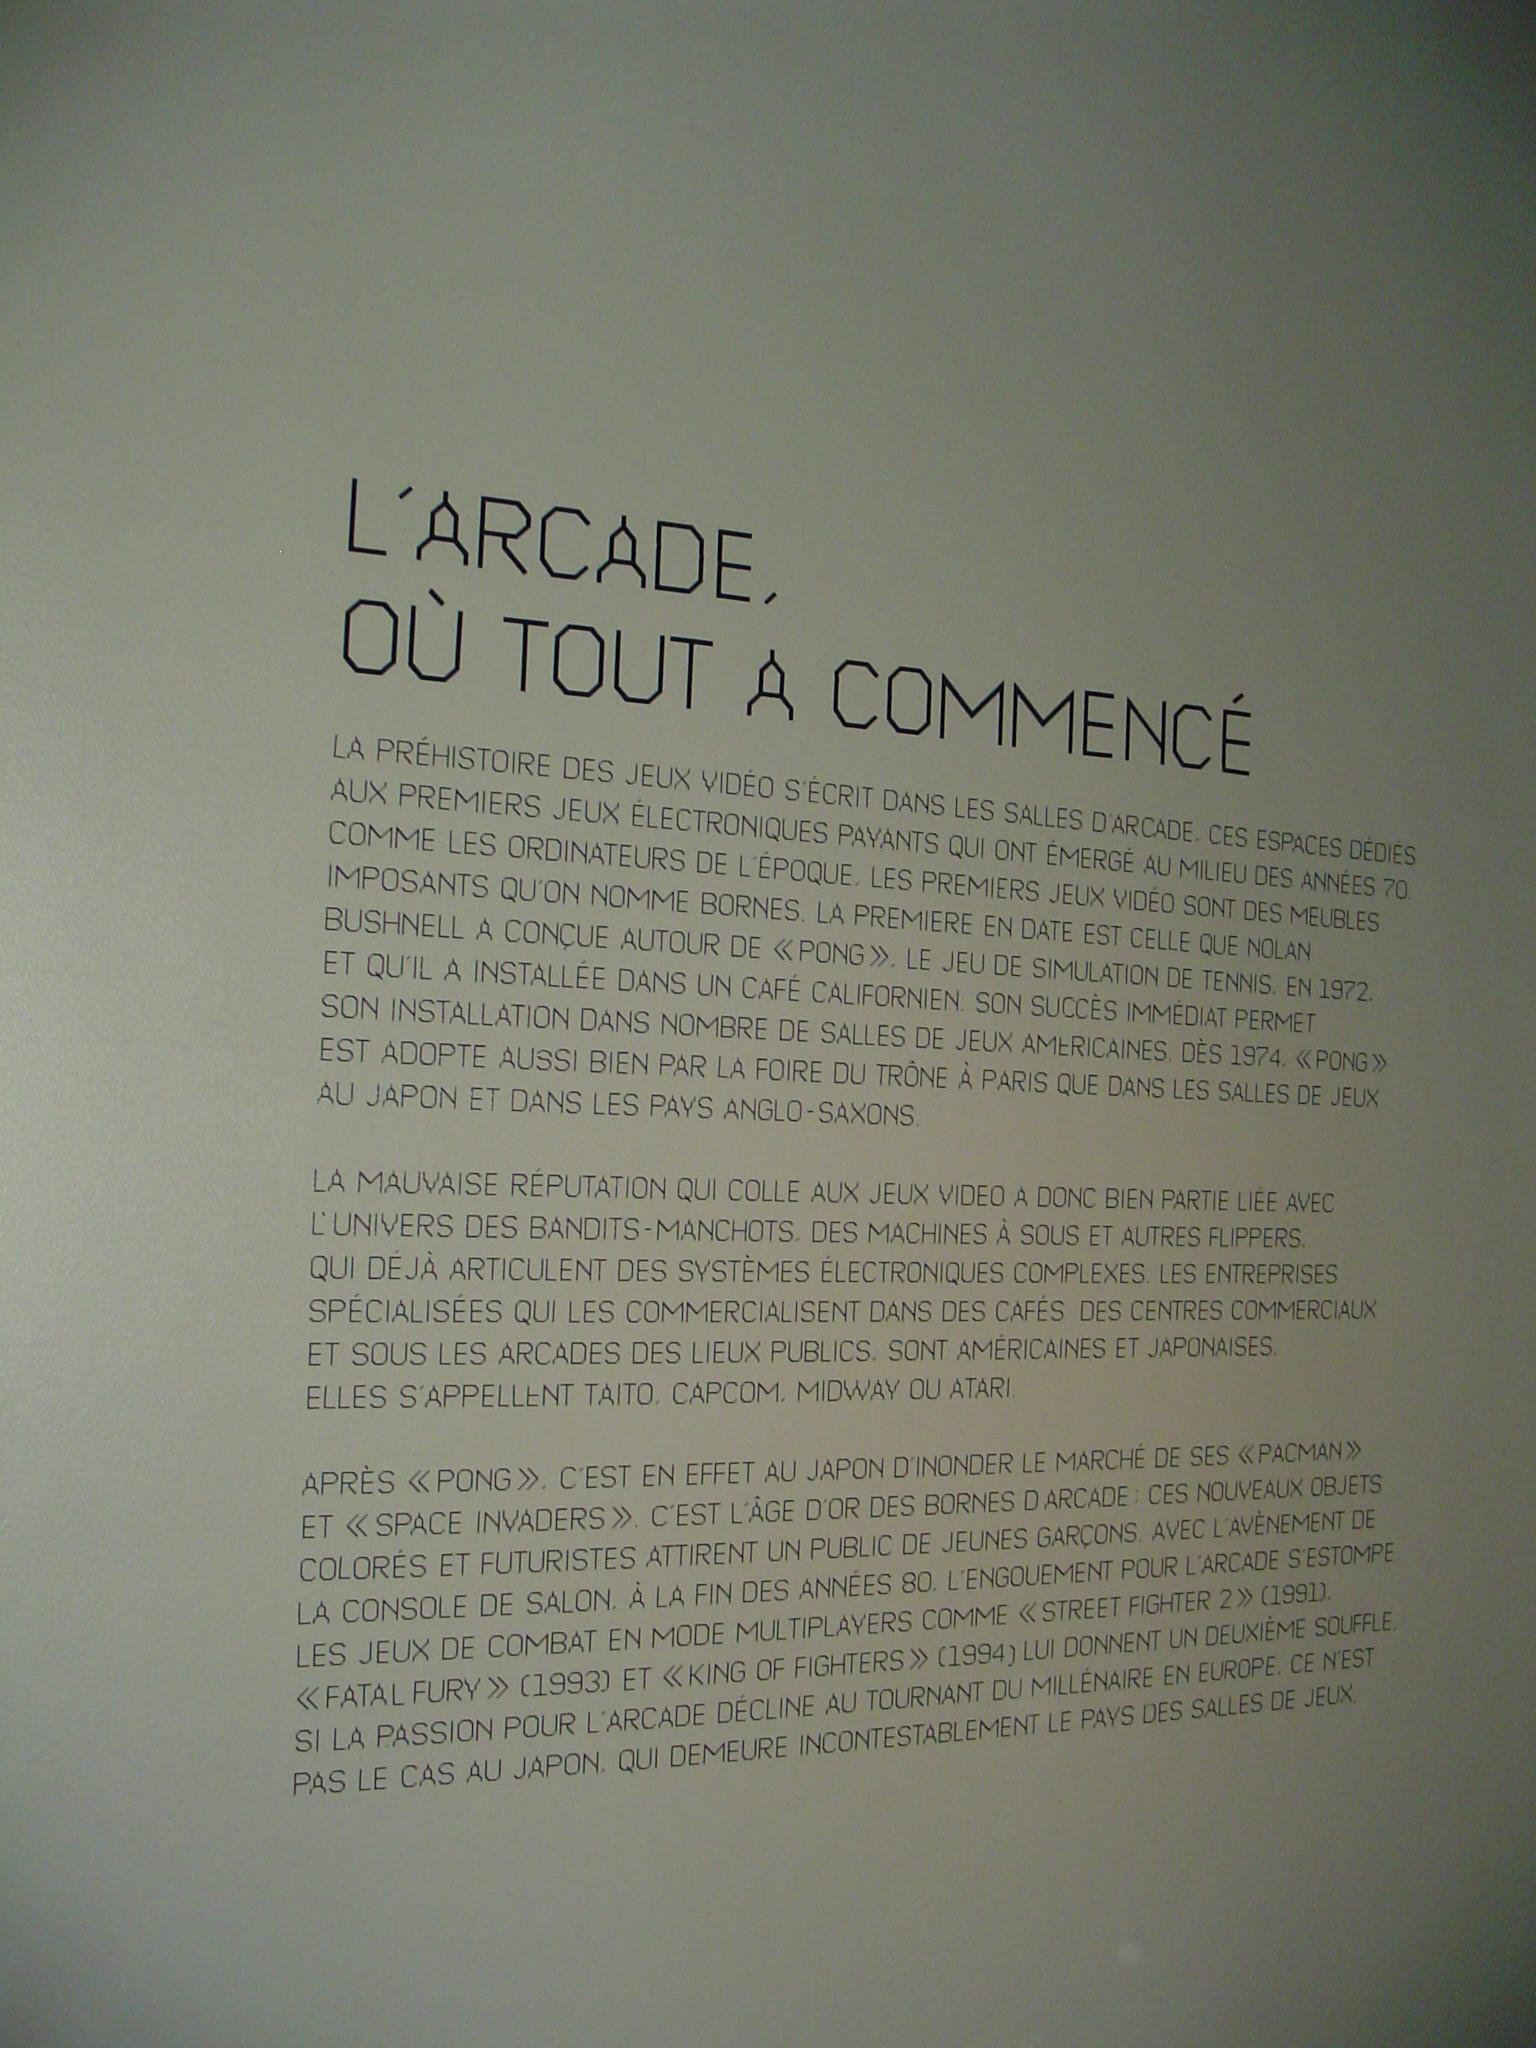 L'ARCADE,
OÙ TOUT A COMMENCÉ
LA PRÉHISTOIRE DES JEUX VIDÉO S'ÉCRIT DANS LES SALLES D'ARCADE, CES ESPACES DÉDIÉS
AUX PREMIERS JEUX ÉLECTRONIQUES PAYANTS QUI ONT ÉMERGÉ AU MILIEU DES ANNÉES 70.
COMME LES ORDINATEURS DE L'ÉPOQUE, LES PREMIERS JEUX VIDÉO SONT DES MEUBLES
IMPOSANTS QU'ON NOMME BORNES. LA PREMIERE EN DATE EST CELLE QUE NOLAN
BUSHNELL A CONÇUE AUTOUR DE «PONG», LE JEU DE SIMULATION DE TENNIS, EN 1972,
ET QU'IL A INSTALLÉE DANS UN CAFÉ CALIFORNIEN. SON SUCCÈS IMMÉDIAT PERMET
SON INSTALLATION DANS NOMBRE DE SALLES DE JEUX AMERICAINES. DÈS 1974, «PONG»
EST ADOPTE AUSSI BIEN PAR LA FOIRE DU TRÔNE À PARIS QUE DANS LES SALLES DE JEUX
AU JAPON ET DANS LES PAYS ANGLO-SAXONS.
LA MAUVAISE RÉPUTATION QUI COLLE AUX JEUX VIDEO A DONC BIEN PARTIE LIÉE AVEC
L'UNIVERS DES BANDITS-MANCHOTS, DES MACHINES À SOUS ET AUTRES FLIPPERS,
QUI DÉJÀ ARTICULENT DES SYSTÈMES ÉLECTRONIQUES COMPLEXES. LES ENTREPRISES
SPÉCIALISÉES QUI LES COMMERCIALISENT DANS DES CAFÉS DES CENTRES COMMERCIAUX
ET SOUS LES ARCADES DES LIEUX PUBLICS, SONT AMÉRICAINES ET JAPONAISES.
ELLES S'APPELLENT TAITO, CAPCOM, MIDWAY OU ATARI.
APRÈS «PONG», C'EST EN EFFET AU JAPON D'INONDER LE MARCHÉ DE SES «PACMAN»
ET «SPACE INVADERS». C'EST L'ÂGE D'OR DES BORNES D'ARCADE : CES NOUVEAUX OBJETS
COLORÉS ET FUTURISTES ATTIRENT UN PUBLIC DE JEUNES GARÇONS. AVEC L'AVÈNEMENT DE
LA CONSOLE DE SALON, À LA FIN DES ANNÉES 80, L'ENGOUEMENT POUR L'ARCADE S'ESTOMPE.
LES JEUX DE COMBAT EN MODE MULTIPLAYERS COMME «STREET FIGHTER 2» (1991),
«FATAL FURY» (1993) ET «KING OF FIGHTERS» (1994) LUI DONNENT UN DEUXIÈME SOUFFLE.
SI LA PASSION POUR L'ARCADE DÉCLINE AU TOURNANT DU MILLÉNAIRE EN EUROPE, CE N'EST
PAS LE CAS AU JAPON, QUI DEMEURE INCONTESTABLEMENT LE PAYS DES SALLES DE JEUX.